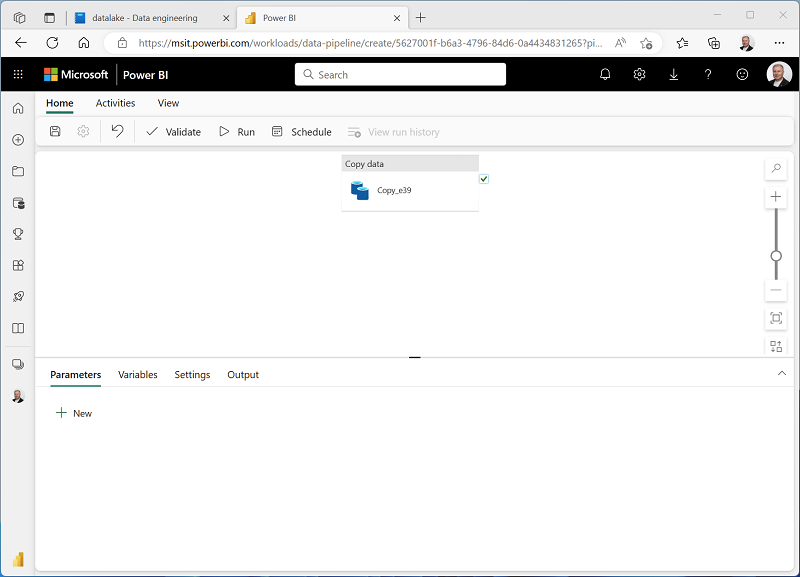 datalake - Data engineering
Power BI
https://msit.powerbi.com/workloads/data-pipeline/create/5627001f-b6a3-4796-84d6-0a4434831265?pi...
Microsoft Power BI
Search
Home Activities View
Validate Run Schedule View run history
Copy data
Copy_e39
Parameters Variables Settings Output
New